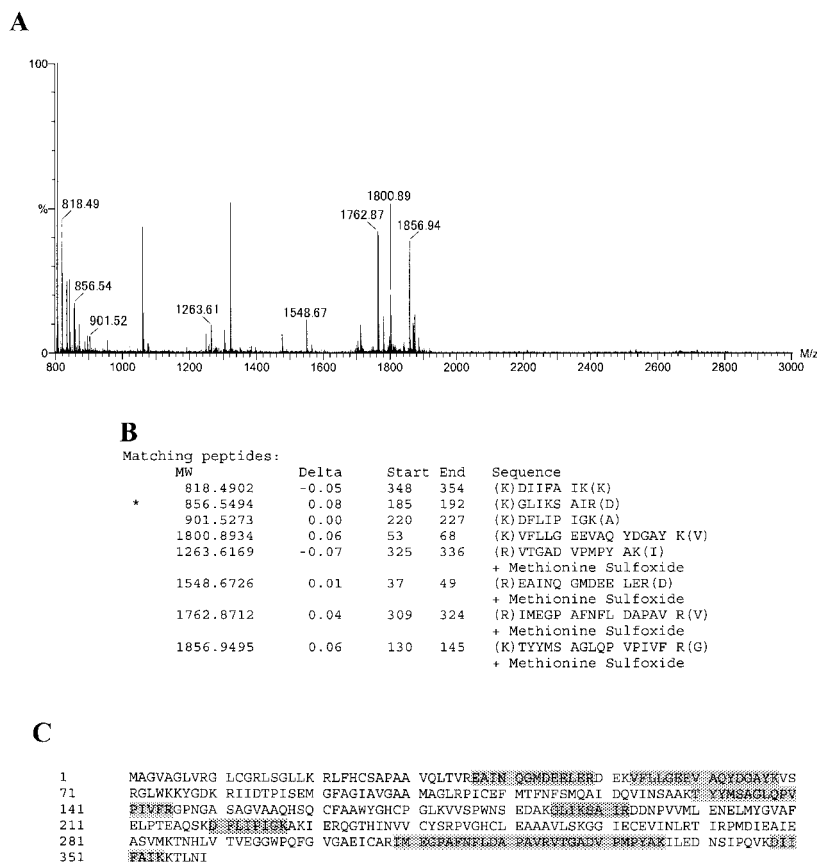 A
100
%
0
818.49
856.54
901.52
1263.61
1548.67
1762.87
1800.89
1856.94
800 1000 1200 1400 1600 1800 2000 2200 2400 2600 2800 3000 M/z
B
Matching peptides:
MW Delta Start End Sequence
818.4902 -0.05 348 354 (K)DIIFA IK(K)
* 856.5494 0.08 185 192 (K)GLIKS AIR(D)
901.5273 0.00 220 227 (K)DFLIP IGK(A)
1800.8934 0.06 53 68 (K)VFLLG EEVAQ YDGAY K(V)
1263.6169 -0.07 325 336 (R)VTGAD VPMPY AK(I)
+ Methionine Sulfoxide
1548.6726 0.01 37 49 (R)EAINQ GMDEE LER(D)
+ Methionine Sulfoxide
1762.8712 0.04 309 324 (R)IMEGP AFNFL DAPAV R(V)
+ Methionine Sulfoxide
1856.9495 0.06 130 145 (K)TYYMS AGLQP VPIVF R(G)
+ Methionine Sulfoxide
C
1 MAGVAGLVRG LCGRLSGLLK RLFHCSAPAA VQLTVREAIN QGMDEELERD EKVFLLGEEV AQYDGAYKVS
71 RGLWKKYGDK RIIDTPISEM GFAGIAVGAA MAGLRPICEF MTFNFSMQAI DQVINSAAKT YYMSAGLQPV
141 PIVFRGPNGA SAGVAAQHSQ CFAAWYGHCP GLKVVSPWNS EDAKGLIKSA IRDDNPVVML ENELMYGVAF
211 ELPTEAQSKD FLIPIGKAKI ERQGTHINVV CYSRPVGHCL EAAAVLSKGG IECEVINLRT IRPMDIEAIE
281 ASVMKTNHLV TVEGGWPQFG VGAEICARIM EGPAFNFLDA PAVRVTGADV PMPYAKILED NSIPQVKDII
351 FAIKKTLNI